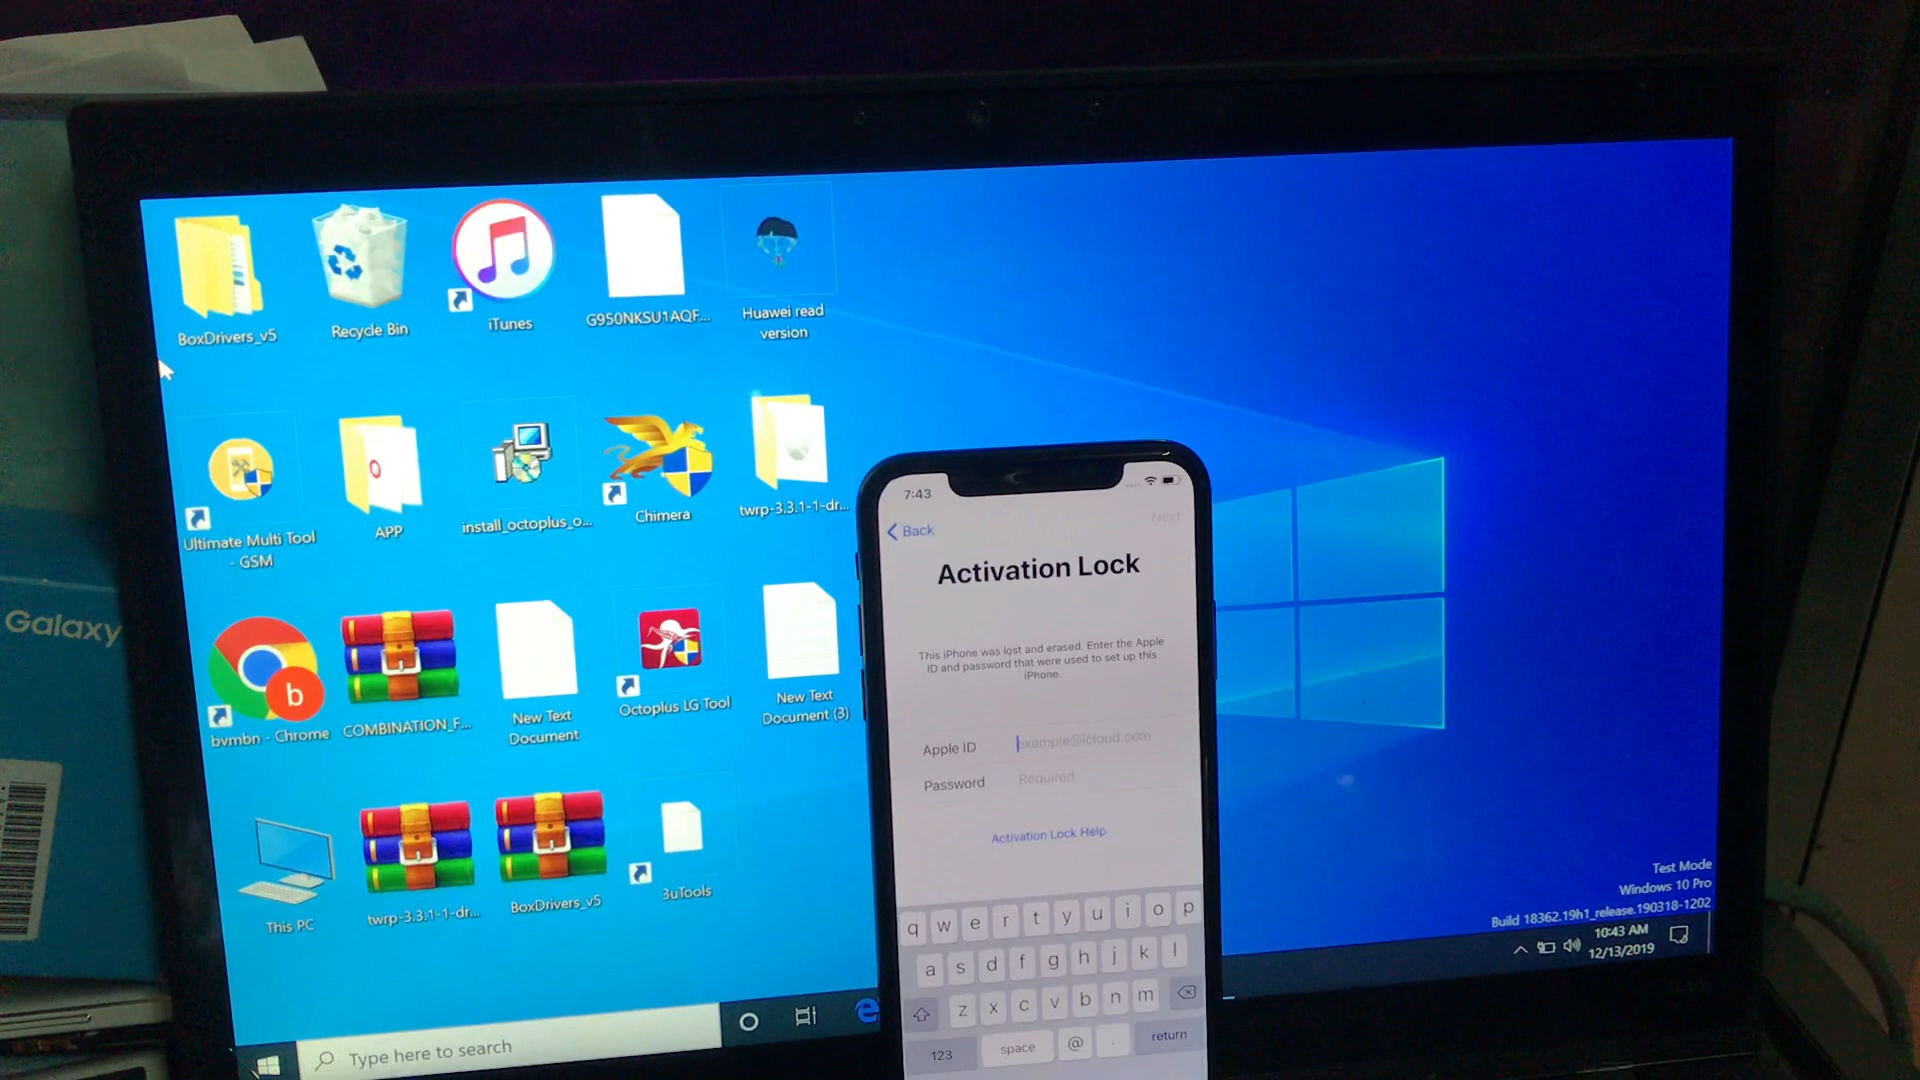 Galaxy
BoxDrivers_v5
Recycle Bin
iTunes
G950NKSU1AQF...
Huawei read
version
Ultimate Multi Tool
- GSM
APP
install_octoplus_o...
Chimera
twrp-3.3.1-1-dr...
b
bvmbn - Chrome
COMBINATION_F...
New Text
Document
Octoplus LG Tool
New Text
Document (3)
This PC
twrp-3.3.1-1-dr...
BoxDrivers_v5
3uTools
Type here to search
Test Mode
Windows 10 Pro
Build 18362.19h1_release.190318-1202
10:43 AM
12/13/2019
7:43
Back
Next
Activation Lock
This iPhone was lost and erased. Enter the Apple
ID and password that were used to set up this
iPhone.
Apple ID
example@icloud.com
Password
Required
Activation Lock Help
q w e r t y u i o p
a s d f g h j k l
z x c v b n m
123 space @ . return